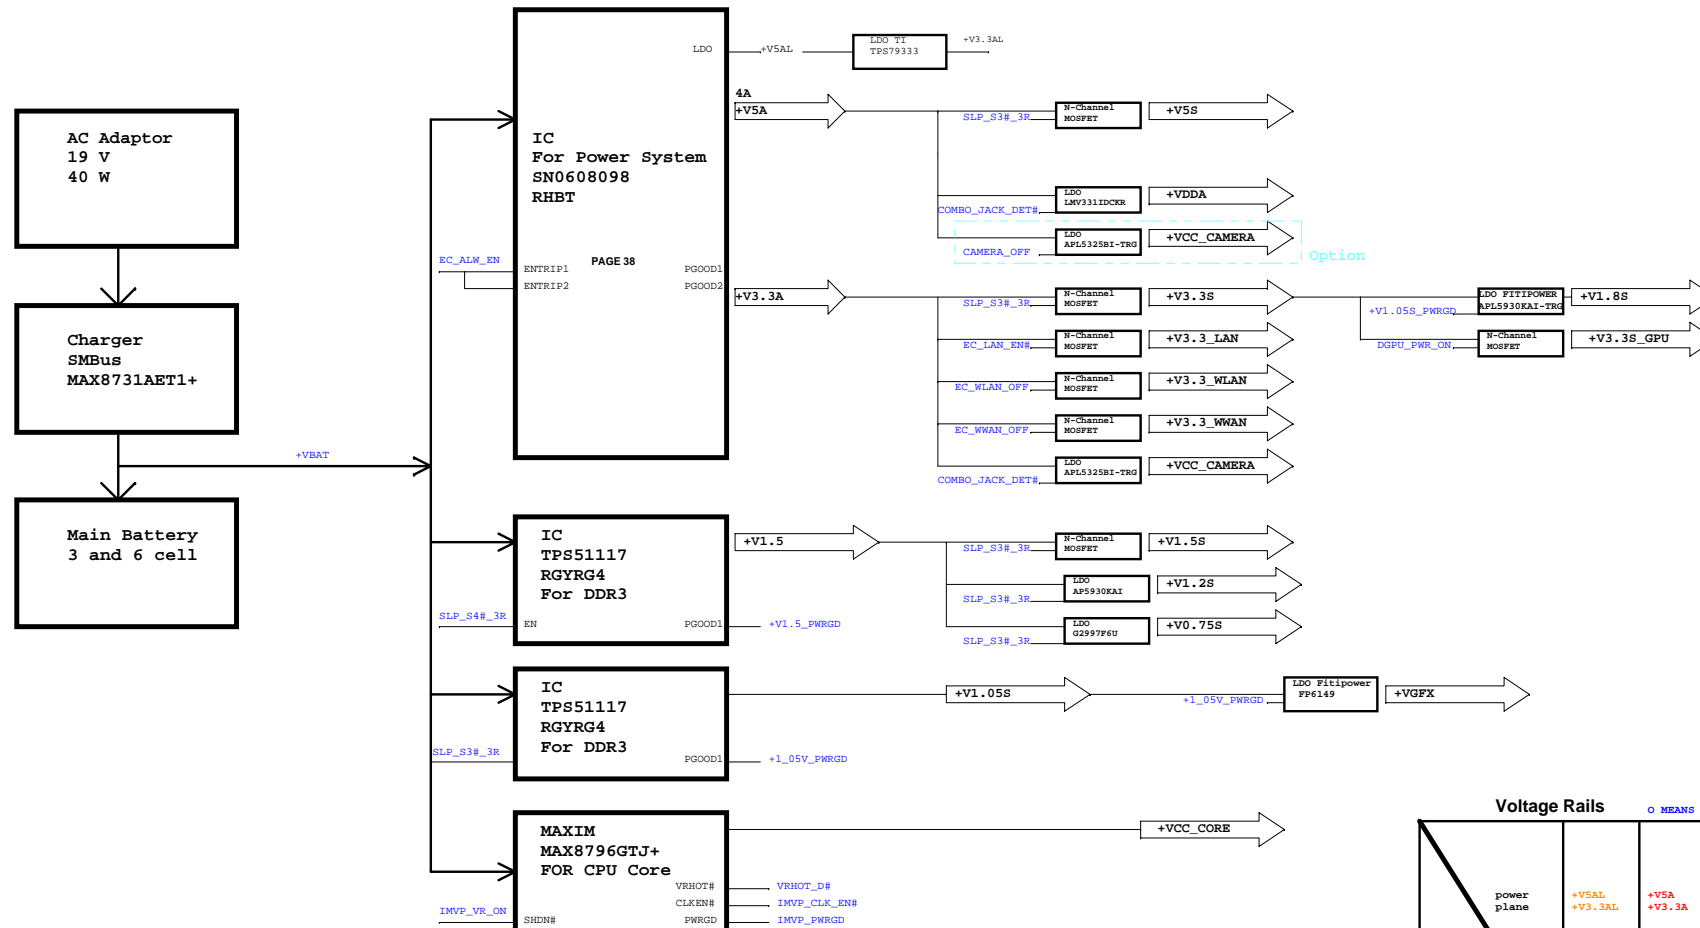 AC Adaptor
19 V
40 W
Charger
SMBus
MAX8731AET1+
+VBAT
Main Battery
3 and 6 cell
IC
For Power System
SN0608098
RHBT
PAGE 38
LDO
+V5AL
LDO TI
TPS79333
+V3.3AL
4A
+V5A
SLP_S3#_3R
N-Channel
MOSFET
+V5S
COMBO_JACK_DET#
LDO
LMV331IDCKR
+VDDA
CAMERA_OFF
LDO
APL5325BI-TRG
+VCC_CAMERA
Option
EC_ALW_EN
ENTRIP1
ENTRIP2
PGOOD1
PGOOD2
+V3.3A
SLP_S3#_3R
N-Channel
MOSFET
+V3.3S
+V1.05S_PWRGD
LDO FITIPOWER
APL5930KAI-TRG
+V1.8S
EC_LAN_EN#
N-Channel
MOSFET
+V3.3_LAN
DGPU_PWR_ON
N-Channel
MOSFET
+V3.3S_GPU
EC_WLAN_OFF
N-Channel
MOSFET
+V3.3_WLAN
EC_WWAN_OFF
N-Channel
MOSFET
+V3.3_WWAN
COMBO_JACK_DET#
LDO
APL5325BI-TRG
+VCC_CAMERA
IC
TPS51117
RGYRG4
For DDR3
SLP_S4#_3R
EN
PGOOD1
+V1.5_PWRGD
+V1.5
SLP_S3#_3R
N-Channel
MOSFET
+V1.5S
SLP_S3#_3R
LDO
AP5930KAI
+V1.2S
SLP_S3#_3R
LDO
G2997F6U
+V0.75S
IC
TPS51117
RGYRG4
For DDR3
SLP_S3#_3R
PGOOD1
+1_05V_PWRGD
+V1.05S
+1_05V_PWRGD
LDO Fitipower
FP6149
+VGFX
MAXIM
MAX8796GTJ+
FOR CPU Core
+VCC_CORE
VRHOT#
VRHOT_D#
CLKEN#
IMVP_CLK_EN#
IMVP_VR_ON
SHDN#
PWRGD
IMVP_PWRGD
Voltage Rails
O MEANS
power
plane
+V5AL
+V3.3AL
+V5A
+V3.3A